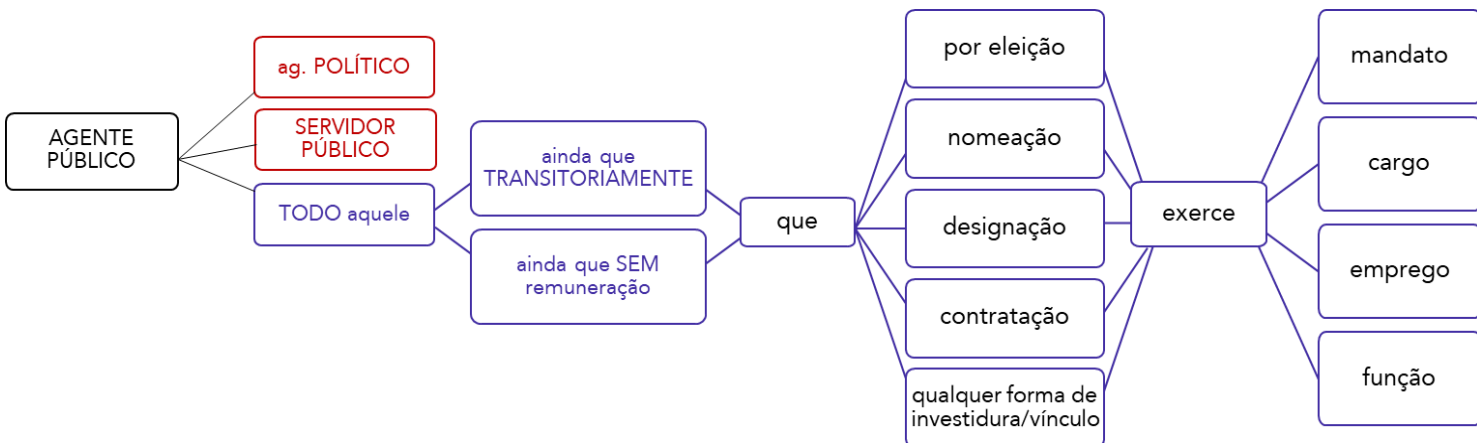 AGENTE
PÚBLICO
ag. POLÍTICO
SERVIDOR
PÚBLICO
TODO aquele
ainda que
TRANSITORIAMENTE
ainda que SEM
remuneração
que
por eleição
nomeação
designação
contratação
qualquer forma de
investidura/vínculo
exerce
mandato
cargo
emprego
função